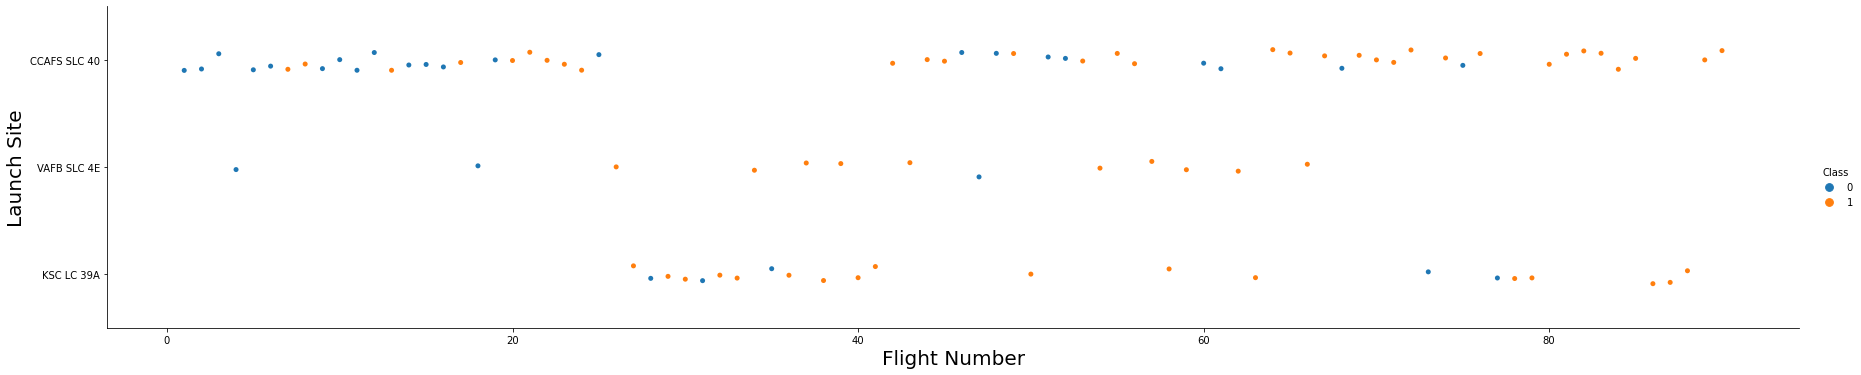 Launch Site
CCAFS SLC 40
VAFB SLC 4E
KSC LC 39A
0
20
40
60
80
Flight Number
Class
0
1